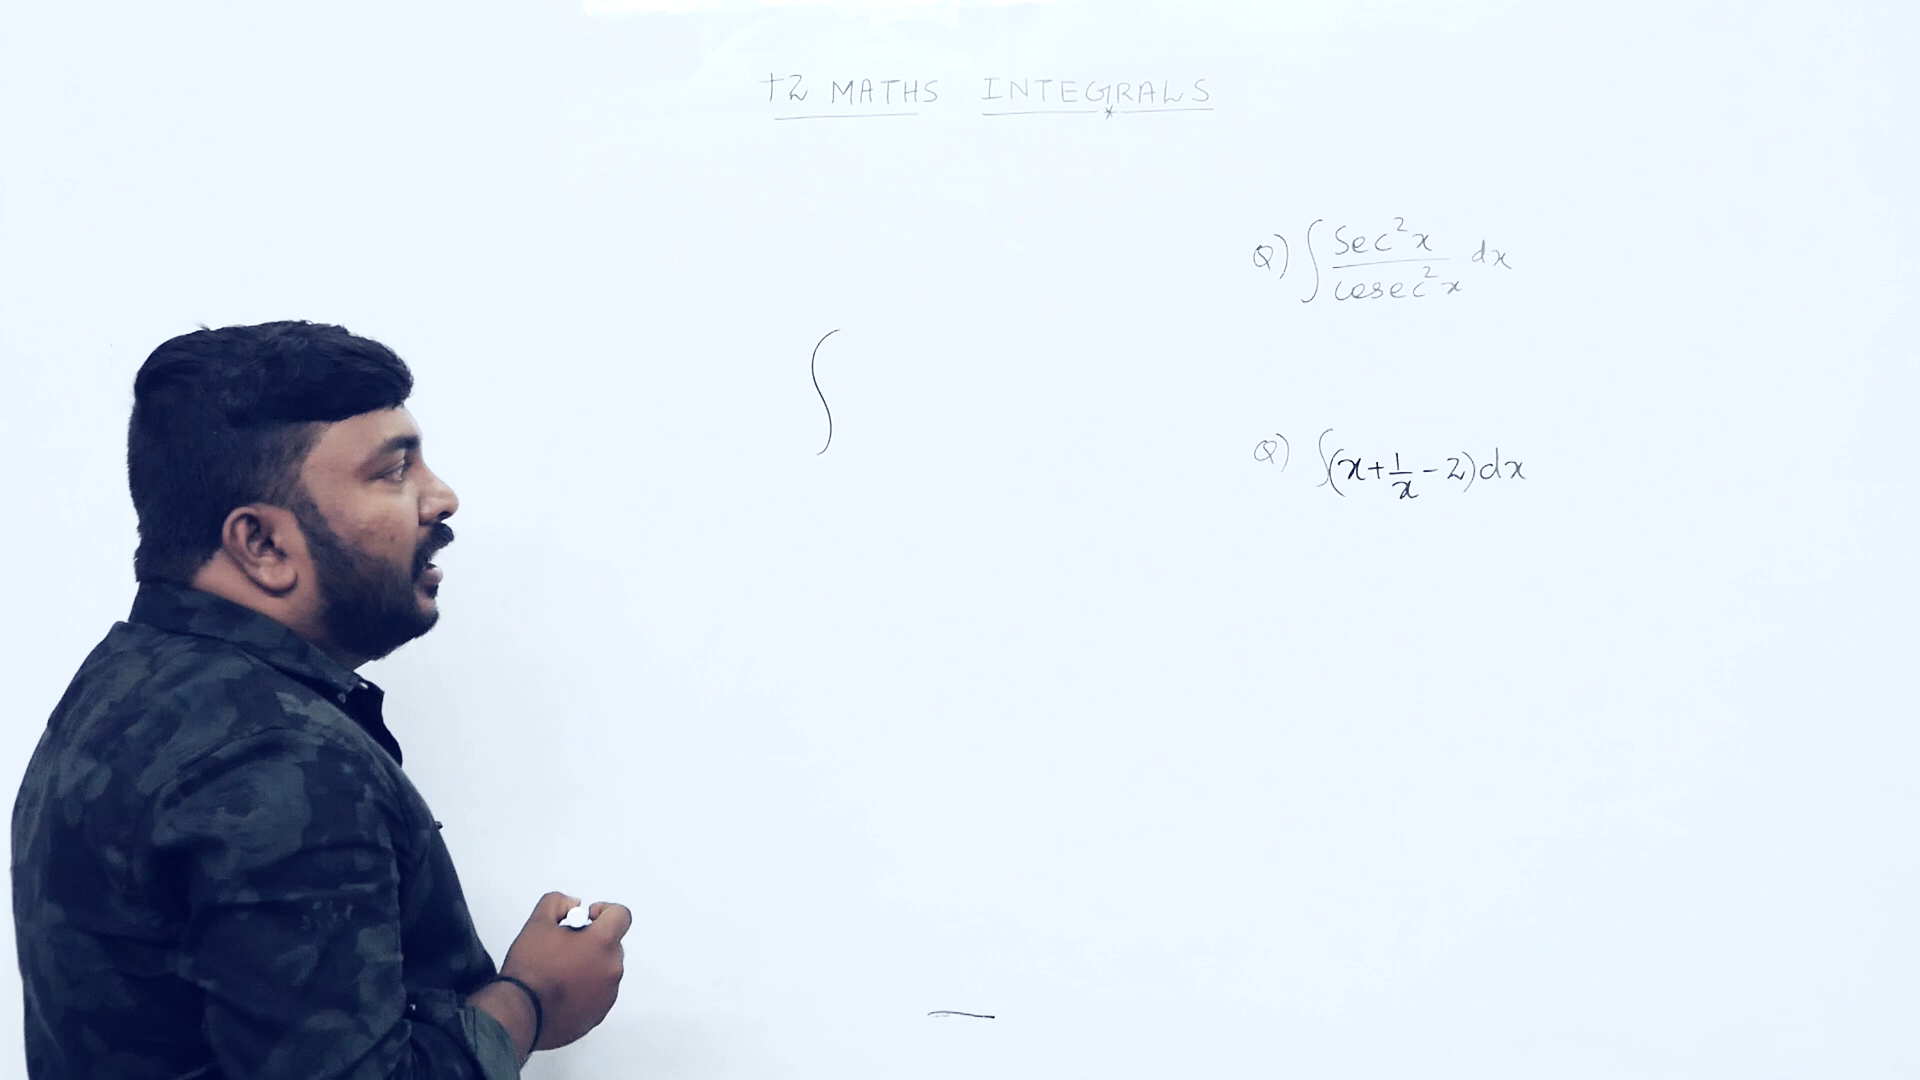 +2 MATHS INTEGRALS
Q) ∫ Sec²x / Cosec²x dx
∫
Q) ∫(x + 1/x - 2)dx